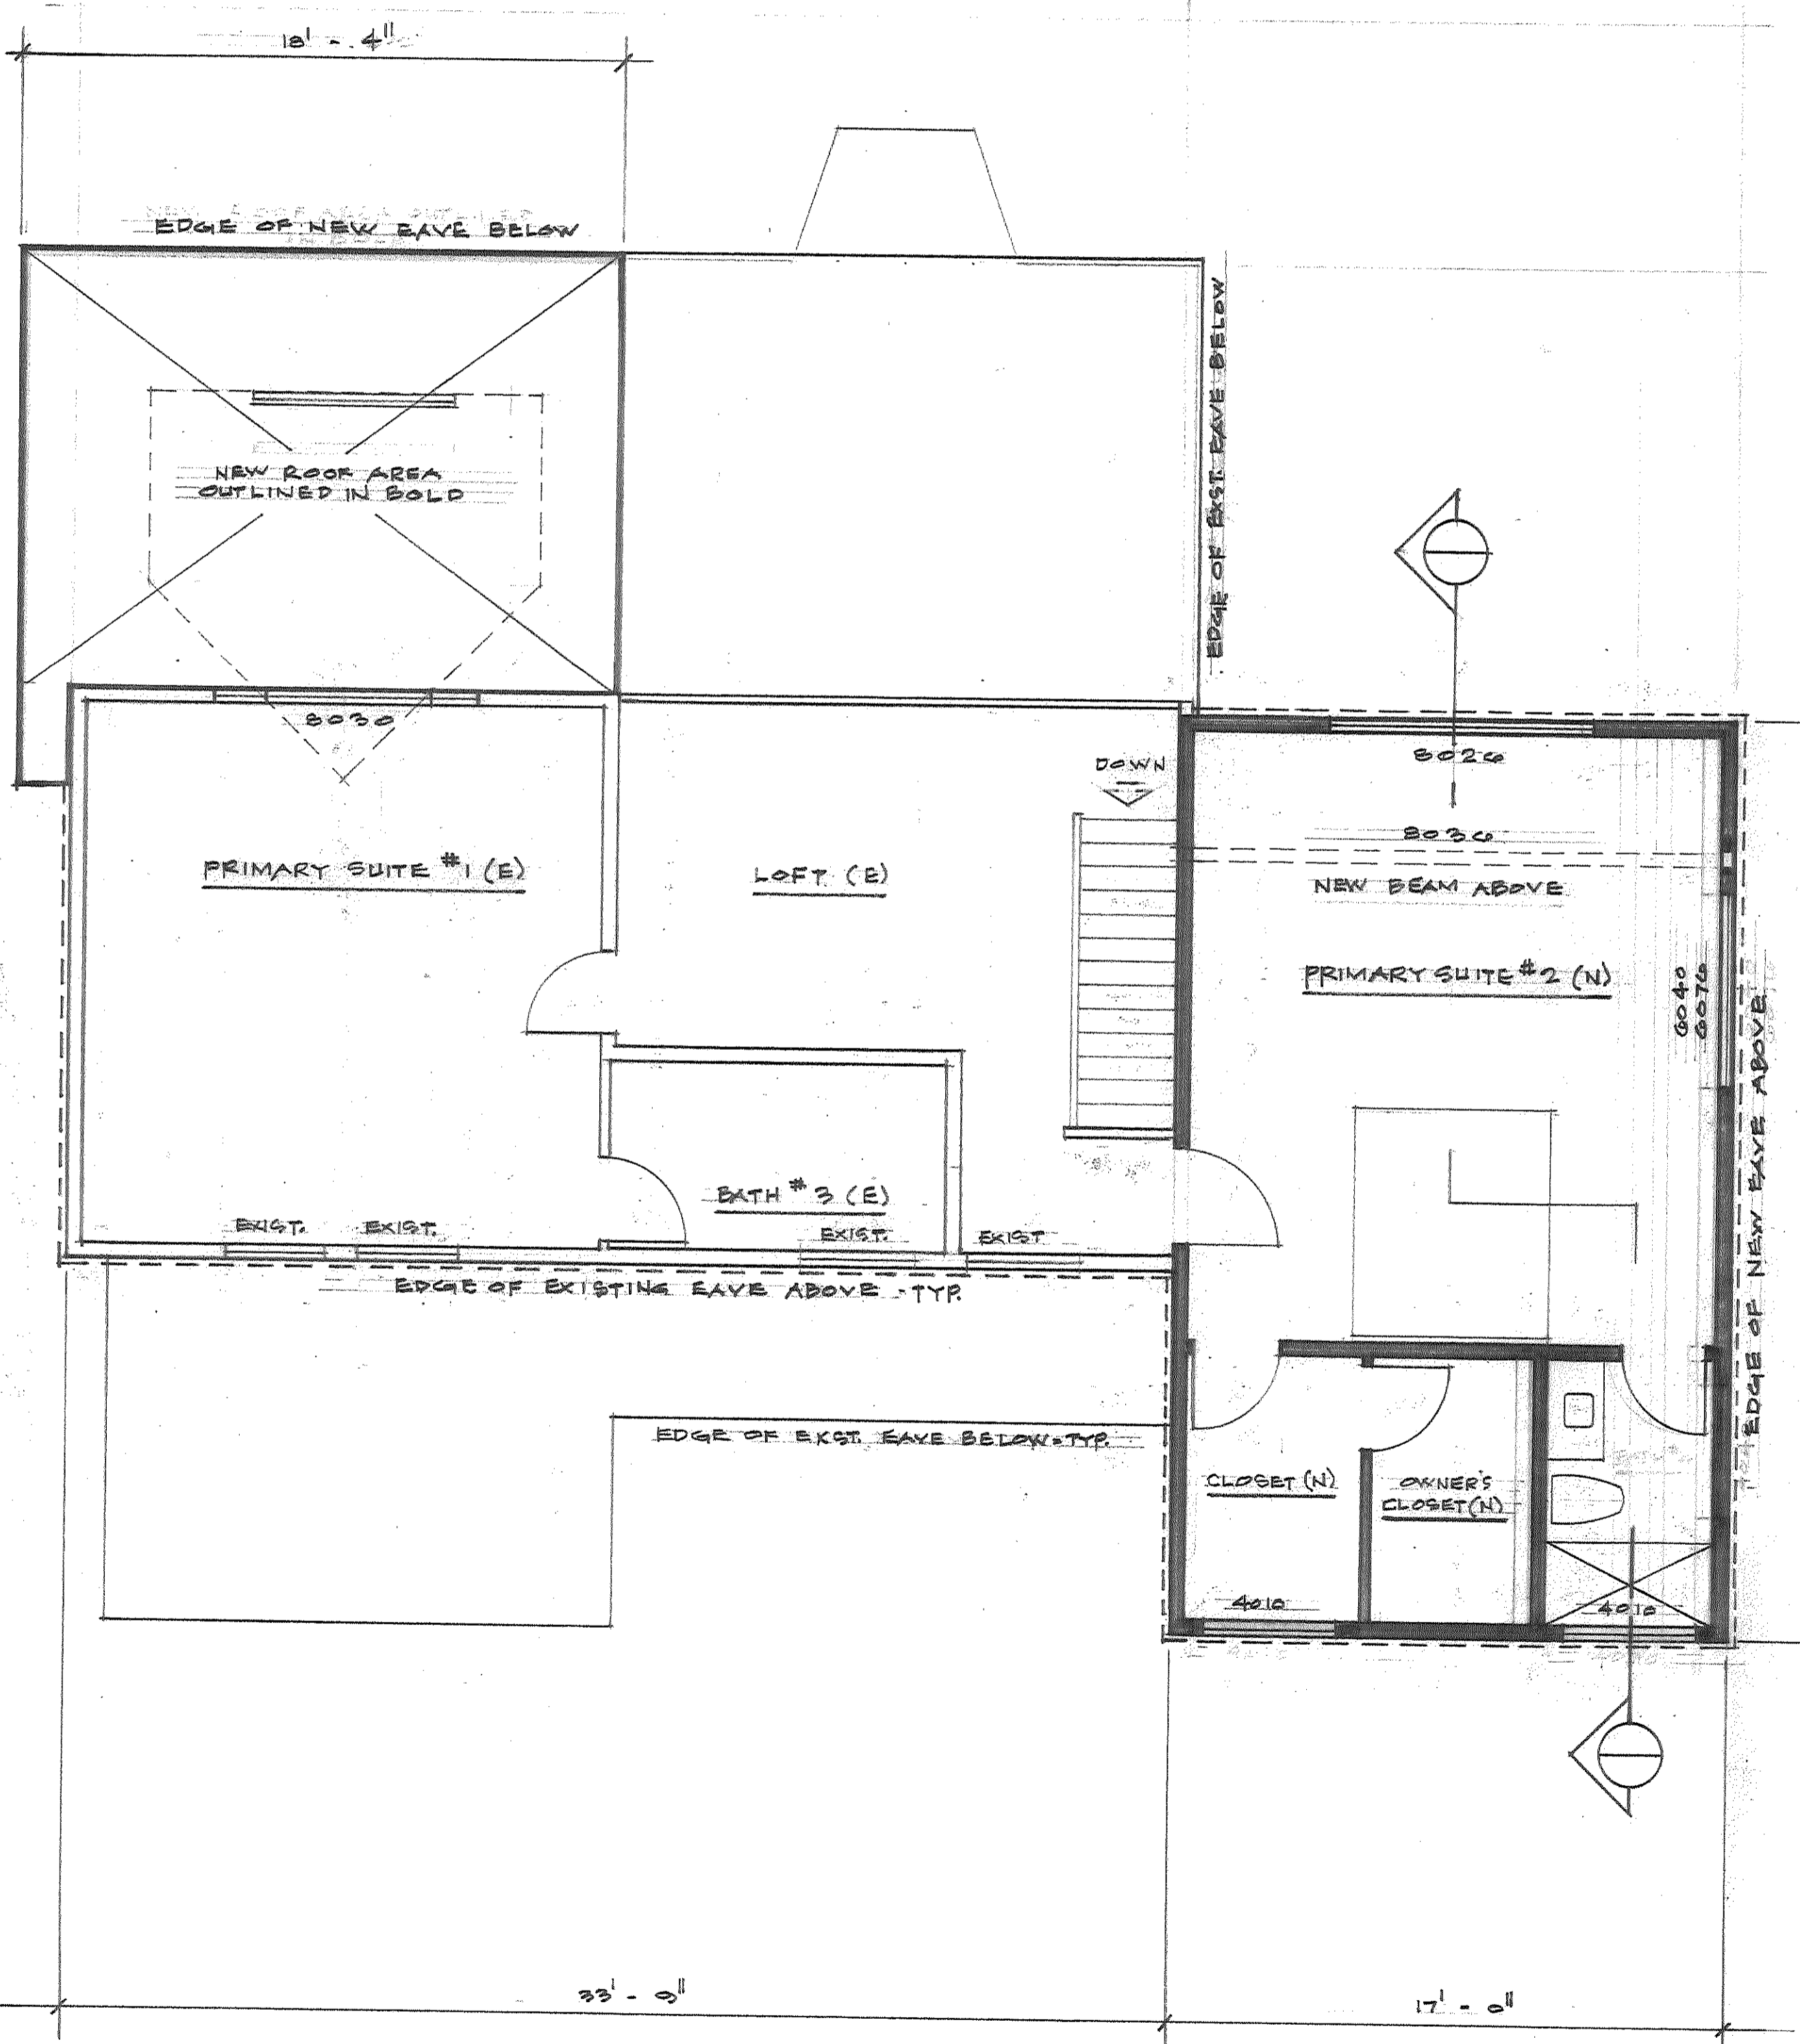 18' - 4"
EDGE OF NEW EAVE BELOW
EDGE OF EXST. EAVE BELOW
NEW ROOF AREA
OUTLINED IN BOLD
8030
DOWN
8026
8036
NEW BEAM ABOVE
PRIMARY SUITE #1 (E)
LOFT (E)
PRIMARY SUITE #2 (N)
6040
6076
EDGE OF NEW EAVE ABOVE
BATH #3 (E)
EXIST.
EXIST.
EXIST.
EXIST
EDGE OF EXISTING EAVE ABOVE - TYP.
EDGE OF EXST. EAVE BELOW - TYP.
CLOSET (N)
OWNER'S
CLOSET (N)
4010
4010
33' - 9"
17' - 0"